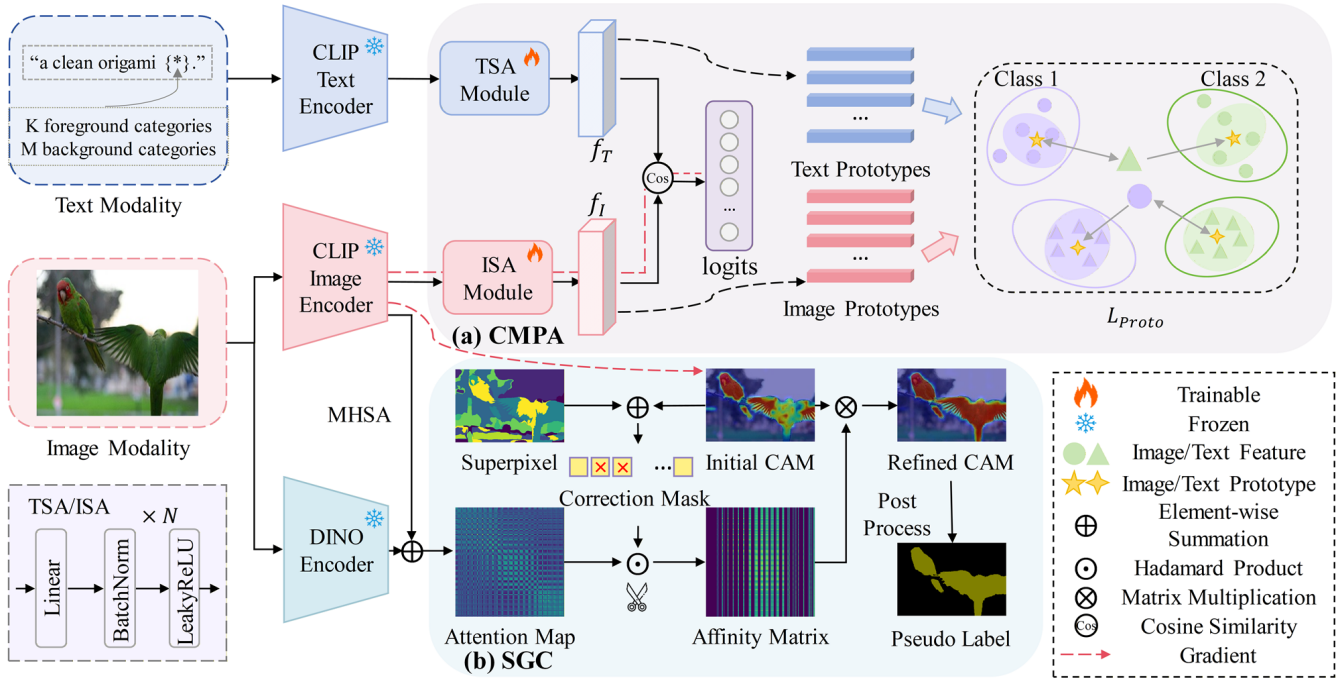 “a clean origami {*}.”
K foreground categories
M background categories
Text Modality
CLIP
Text
Encoder
TSA
Module
f_T
Cos
...
logits
...
Text Prototypes
...
Image Prototypes
Class 1
Class 2
L_Proto
CLIP
Image
Encoder
ISA
Module
f_I
(a) CMPA
Image Modality
MHSA
TSA/ISA
× N
Linear
BatchNorm
LeakyReLU
DINO
Encoder
Superpixel
Initial CAM
Refined CAM
...
Correction Mask
Post
Process
Attention Map
Affinity Matrix
Pseudo Label
(b) SGC
Trainable
Frozen
Image/Text Feature
Image/Text Prototype
Element-wise
Summation
Hadamard Product
Matrix Multiplication
Cos
Cosine Similarity
Gradient